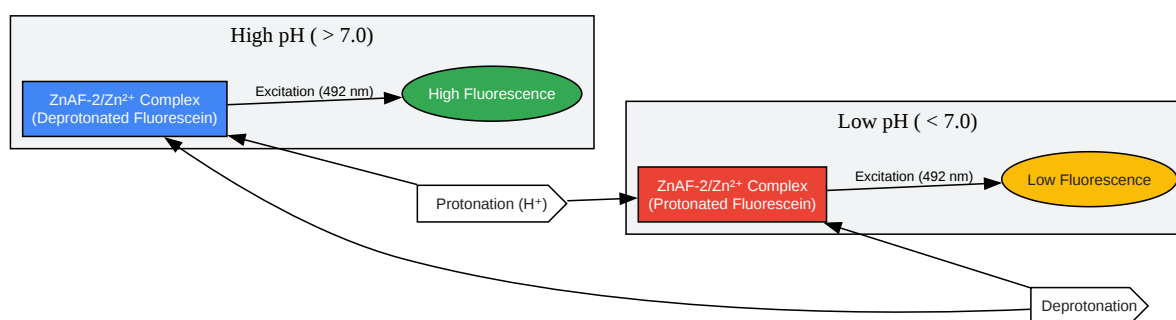 High pH ( > 7.0)
ZnAF-2/Zn²⁺ Complex
(Deprotonated Fluorescein)
Excitation (492 nm)
High Fluorescence
Low pH ( < 7.0)
ZnAF-2/Zn²⁺ Complex
(Protonated Fluorescein)
Excitation (492 nm)
Low Fluorescence
Protonation (H⁺)
Deprotonation